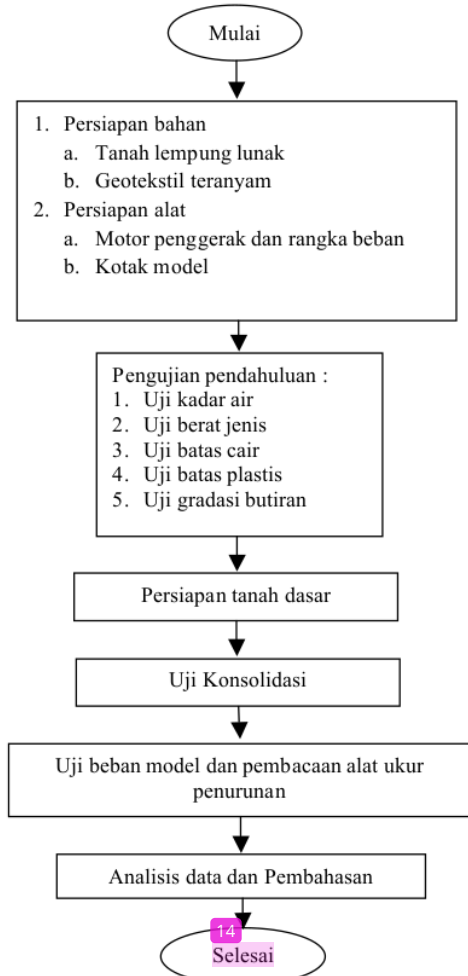 Mulai
1. Persiapan bahan
a. Tanah lempung lunak
b. Geotekstil teranyam
2. Persiapan alat
a. Motor penggerak dan rangka beban
b. Kotak model
Pengujian pendahuluan :
1. Uji kadar air
2. Uji berat jenis
3. Uji batas cair
4. Uji batas plastis
5. Uji gradasi butiran
Persiapan tanah dasar
Uji Konsolidasi
Uji beban model dan pembacaan alat ukur
penurunan
Analisis data dan Pembahasan
14
Selesai